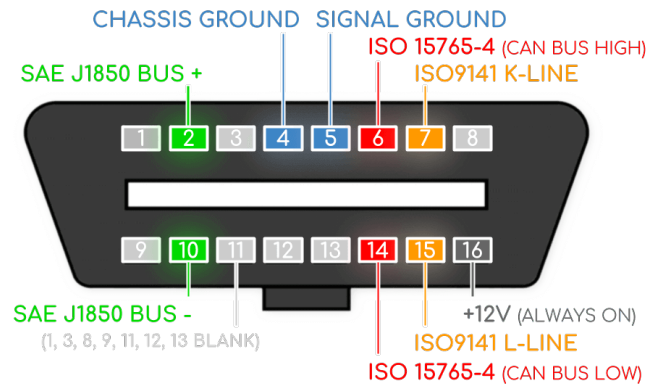 CHASSIS GROUND SIGNAL GROUND
ISO 15765-4 (CAN BUS HIGH)
SAE J1850 BUS + ISO9141 K-LINE
1 2 3 4 5 6 7 8
9 10 11 12 13 14 15 16
SAE J1850 BUS - +12V (ALWAYS ON)
(1, 3, 8, 9, 11, 12, 13 BLANK) ISO9141 L-LINE
ISO 15765-4 (CAN BUS LOW)